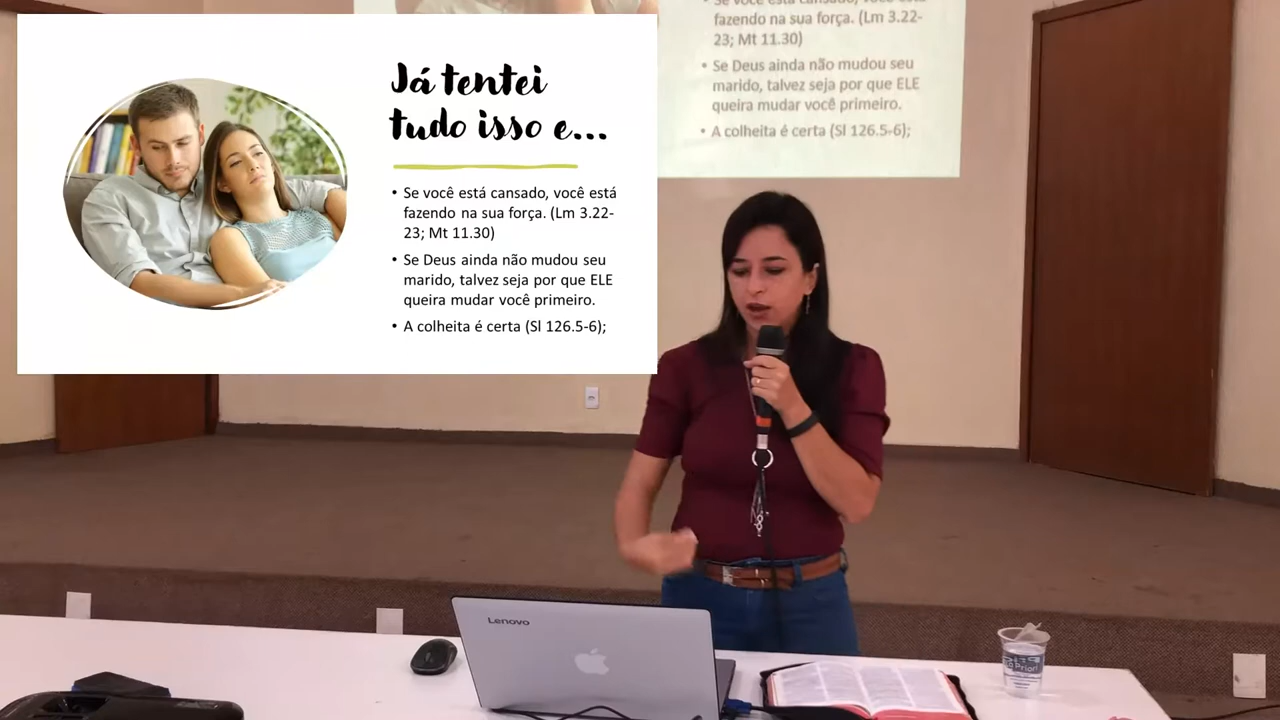 Já tentei
tudo isso e...
• Se você está cansado, você está
fazendo na sua força. (Lm 3.22-
23; Mt 11.30)
• Se Deus ainda não mudou seu
marido, talvez seja por que ELE
queira mudar você primeiro.
• A colheita é certa (Sl 126.5-6);
fazendo na sua força. (Lm 3.22-
23; Mt 11.30)
• Se Deus ainda não mudou seu
marido, talvez seja por que ELE
queira mudar você primeiro.
• A colheita é certa (Sl 126.5-6);
Lenovo
Priori